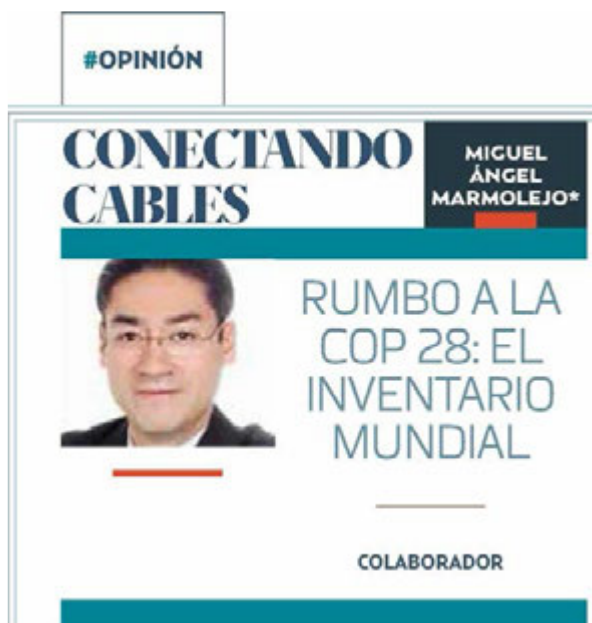 #OPINIÓN
CONECTANDO
CABLES
MIGUEL
ÁNGEL
MARMOLEJO*
RUMBO A LA
COP 28: EL
INVENTARIO
MUNDIAL
COLABORADOR